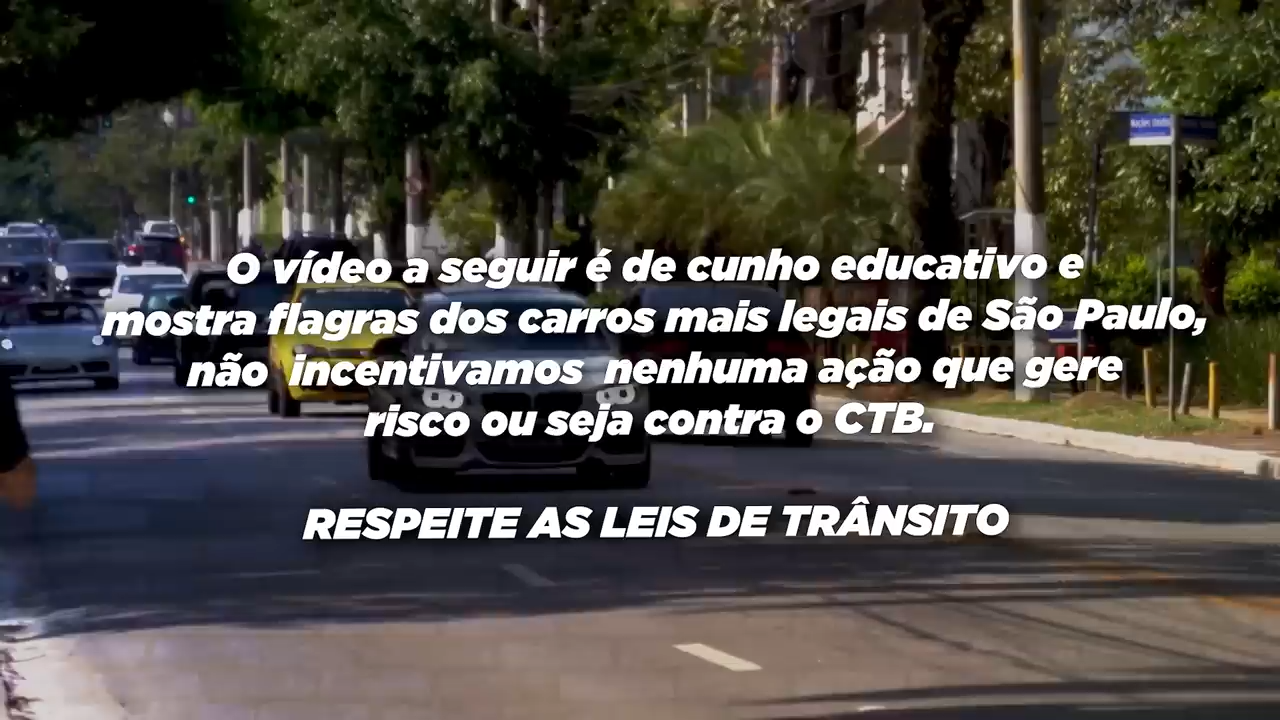 O vídeo a seguir é de cunho educativo e
mostra flagras dos carros mais legais de São Paulo,
não incentivamos nenhuma ação que gere
risco ou seja contra o CTB.
RESPEITE AS LEIS DE TRÂNSITO